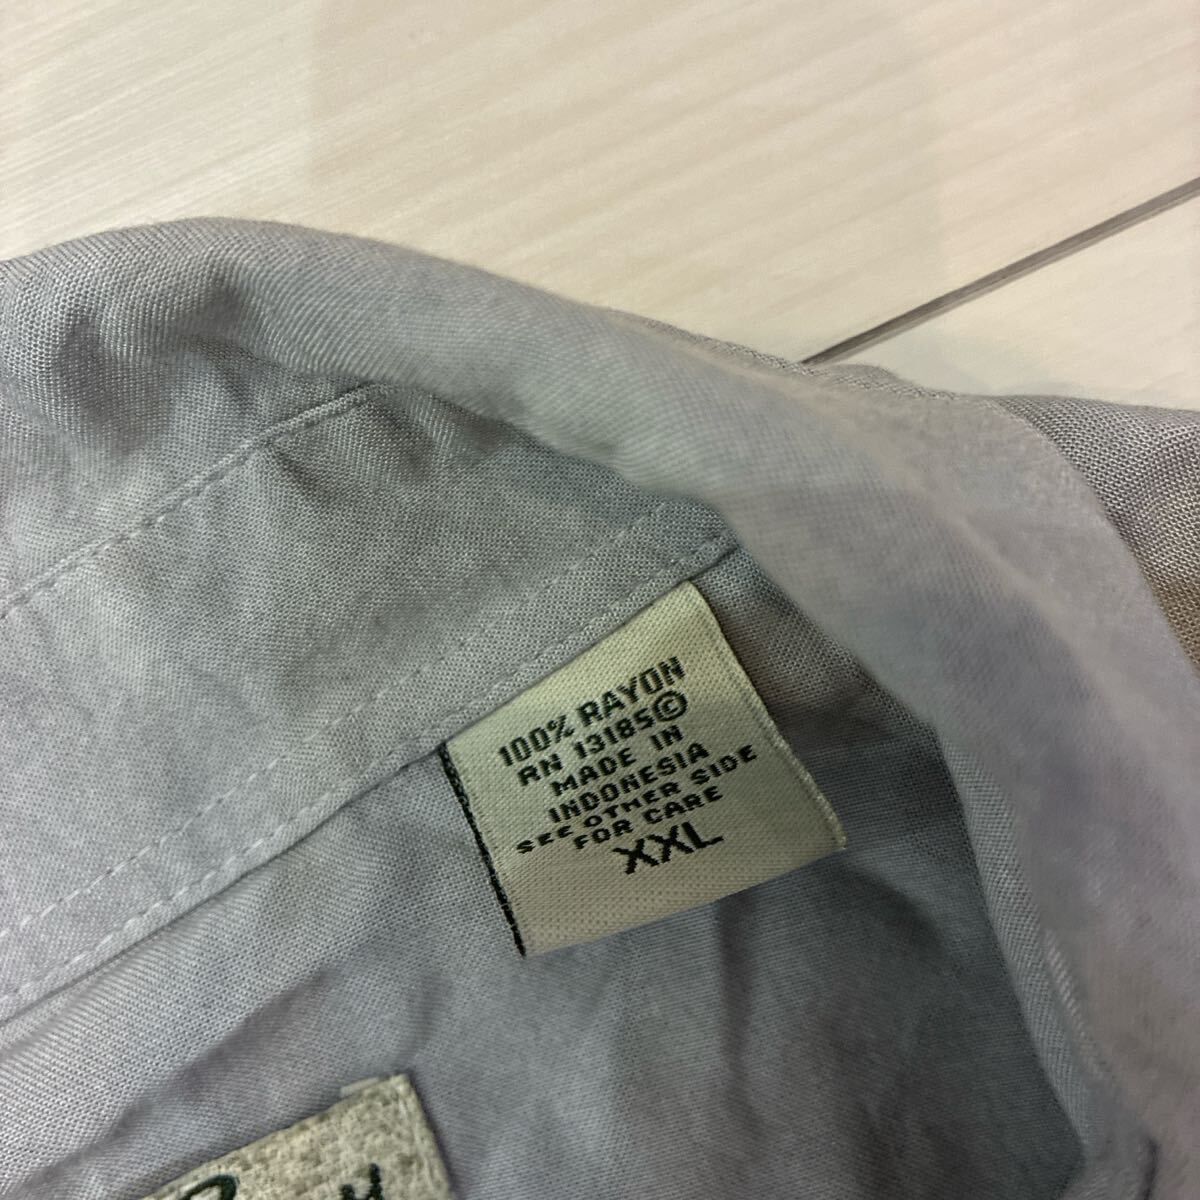 100% RAYON
RN 13185©
MADE IN
INDONESIA
SEE OTHER SIDE
FOR CARE
XXL